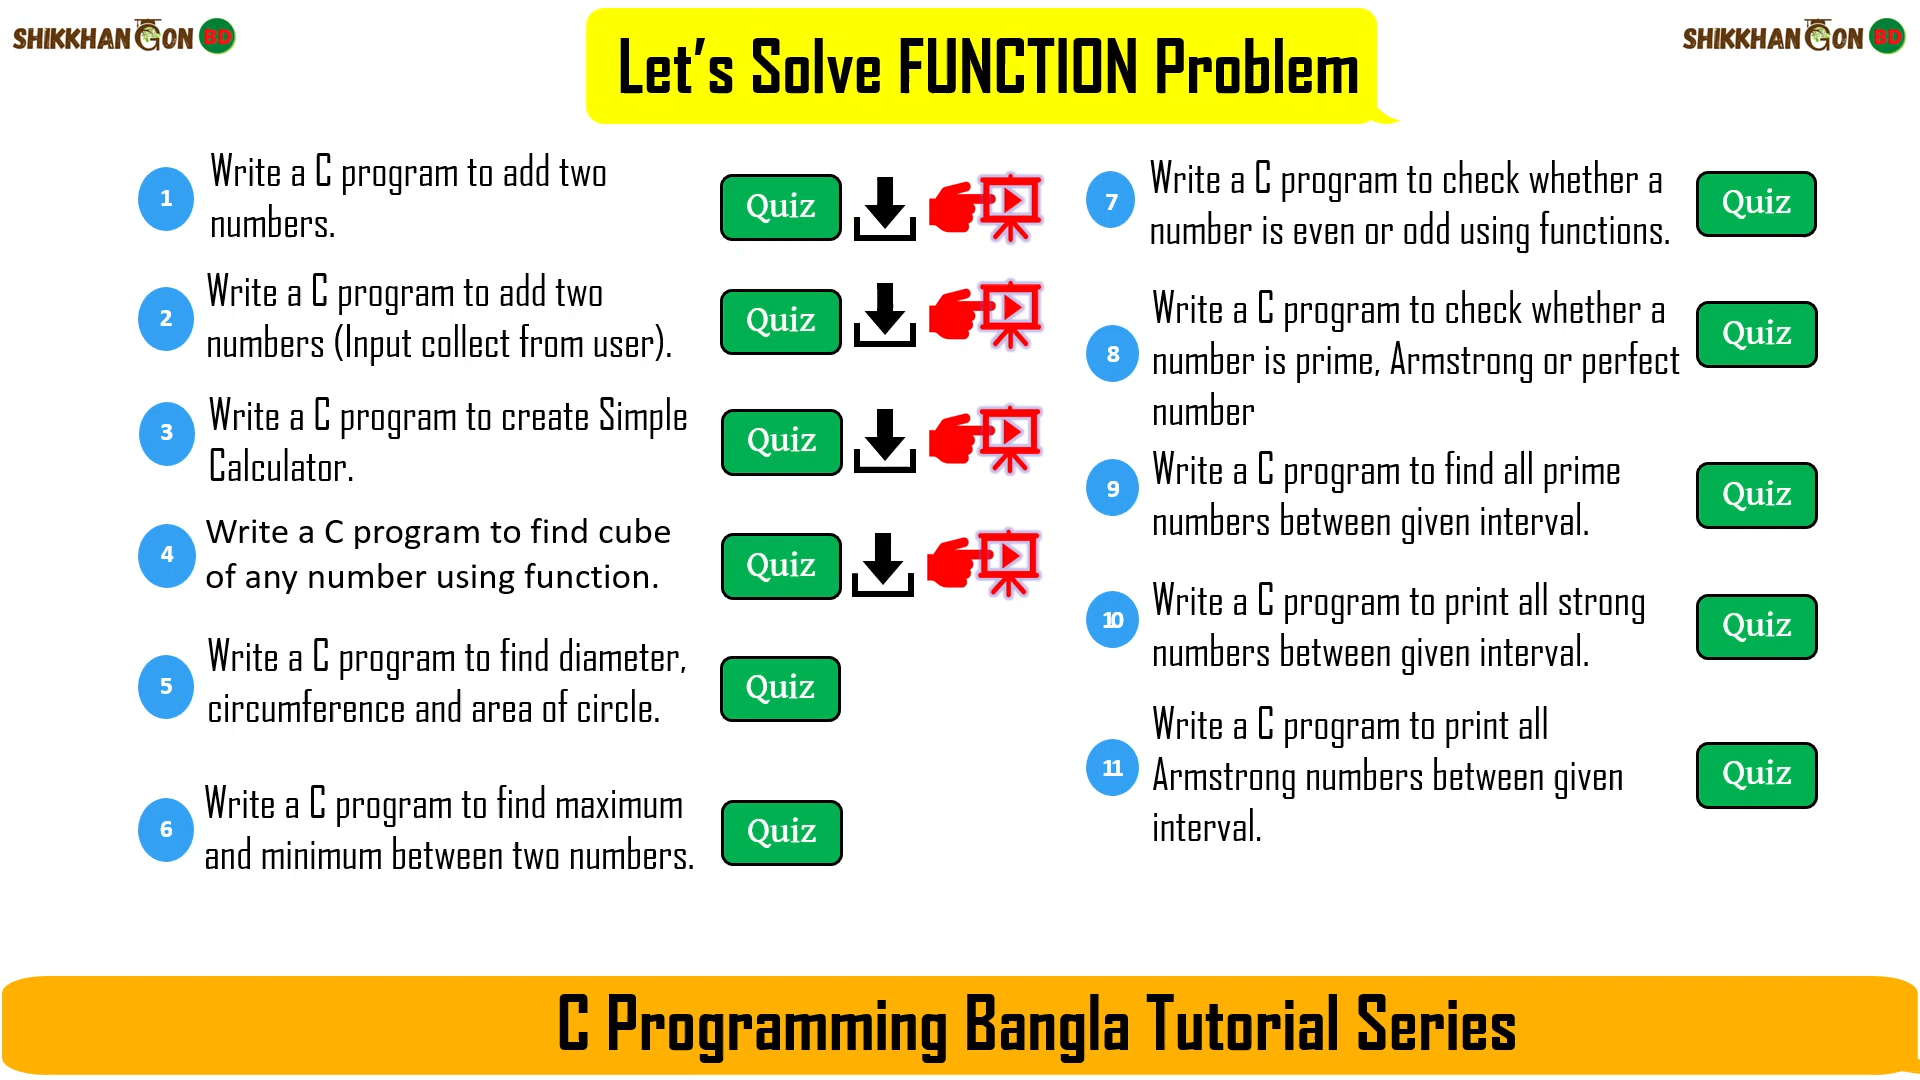 SHIKKHANGON BD
Let's Solve FUNCTION Problem
SHIKKHANGON BD
1
Write a C program to add two
numbers.
Quiz
2
Write a C program to add two
numbers (Input collect from user).
Quiz
3
Write a C program to create Simple
Calculator.
Quiz
4
Write a C program to find cube
of any number using function.
Quiz
5
Write a C program to find diameter,
circumference and area of circle.
Quiz
6
Write a C program to find maximum
and minimum between two numbers.
Quiz
7
Write a C program to check whether a
number is even or odd using functions.
Quiz
8
Write a C program to check whether a
number is prime, Armstrong or perfect
number
Quiz
9
Write a C program to find all prime
numbers between given interval.
Quiz
10
Write a C program to print all strong
numbers between given interval.
Quiz
11
Write a C program to print all
Armstrong numbers between given
interval.
Quiz
C Programming Bangla Tutorial Series